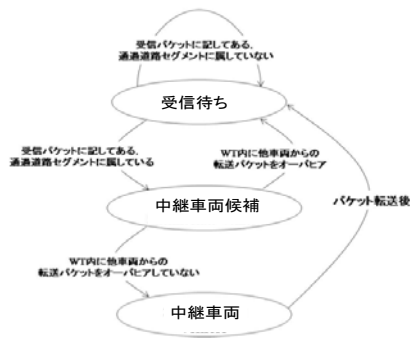 受信パケットに記してある,
通過道路セグメントに属していない
受信待ち
受信パケットに記してある,
通過道路セグメントに属している
WT内に他車両からの
転送パケットをオーバヒア
中継車両候補
パケット転送後
WT内に他車両からの
転送パケットをオーバヒアしていない
中継車両